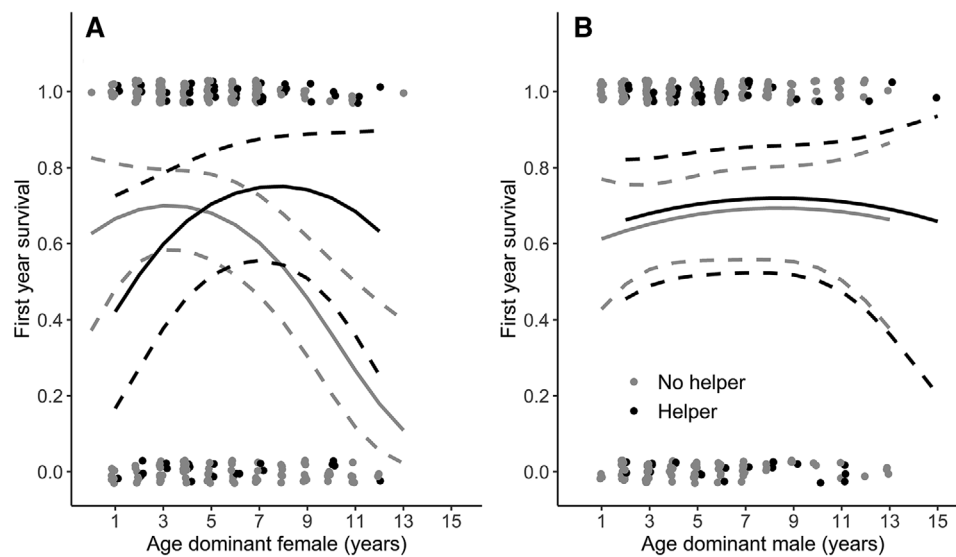 A
First year survival
1.0
0.8
0.6
0.4
0.2
0.0
1 3 5 7 9 11 13 15
Age dominant female (years)
B
First year survival
1.0
0.8
0.6
0.4
0.2
0.0
No helper
Helper
1 3 5 7 9 11 13 15
Age dominant male (years)